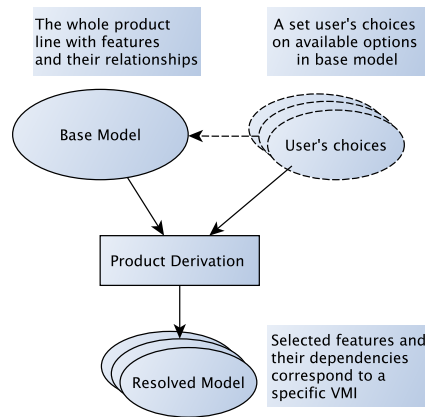 The whole product
line with features
and their relationships
A set user's choices
on available options
in base model
Base Model
User's choices
Product Derivation
Resolved Model
Selected features and
their dependencies
correspond to a
specific VMI